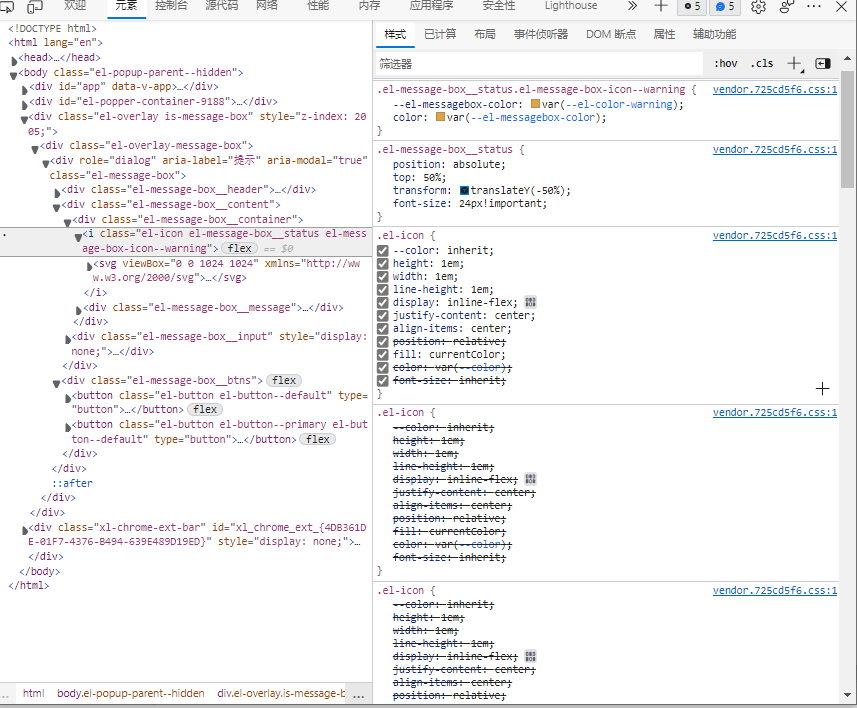 欢迎 元素 控制台 源代码 网络 性能 内存 应用程序 安全性 Lighthouse 5 5
<!DOCTYPE html>
<html lang="en">
<head>…</head>
<body class="el-popup-parent--hidden">
<div id="app" data-v-app>…</div>
<div id="el-popper-container-9188">…</div>
<div class="el-overlay is-message-box" style="z-index: 2005;">
<div class="el-overlay-message-box">
<div role="dialog" aria-label="提示" aria-modal="true"
class="el-message-box">
<div class="el-message-box__header">…</div>
<div class="el-message-box__content">
<div class="el-message-box__container">
<i class="el-icon el-message-box__status el-mess
age-box-icon--warning"> flex == $0
<svg viewBox="0 0 1024 1024" xmlns="http://ww
w.w3.org/2000/svg">…</svg>
</i>
<div class="el-message-box__message">…</div>
</div>
<div class="el-message-box__input" style="display:
none;">…</div>
</div>
<div class="el-message-box__btns"> flex
<button class="el-button el-button--default" type=
"button">…</button> flex
<button class="el-button el-button--primary el-but
ton--default" type="button">…</button> flex
</div>
</div>
::after
</div>
</div>
<div class="xl-chrome-ext-bar" id="xl_chrome_ext_{4DB361D
E-01F7-4376-B494-639E489D19ED}" style="display: none;">…
</div>
</body>
</html>
… html body.el-popup-parent--hidden div.el-overlay.is-message-b …
样式 已计算 布局 事件侦听器 DOM 断点 属性 辅助功能
筛选器 :hov .cls
.el-message-box__status.el-message-box-icon--warning { vendor.725cd5f6.css:1
--el-messagebox-color: var(--el-color-warning);
color: var(--el-messagebox-color);
}
.el-message-box__status { vendor.725cd5f6.css:1
position: absolute;
top: 50%;
transform: translateY(-50%);
font-size: 24px!important;
}
.el-icon { vendor.725cd5f6.css:1
--color: inherit;
height: 1em;
width: 1em;
line-height: 1em;
display: inline-flex;
justify-content: center;
align-items: center;
position: relative;
fill: currentColor;
color: var(--color);
font-size: inherit;
}
.el-icon { vendor.725cd5f6.css:1
--color: inherit;
height: 1em;
width: 1em;
line-height: 1em;
display: inline-flex;
justify-content: center;
align-items: center;
position: relative;
fill: currentColor;
color: var(--color);
font-size: inherit;
}
.el-icon { vendor.725cd5f6.css:1
--color: inherit;
height: 1em;
width: 1em;
line-height: 1em;
display: inline-flex;
justify-content: center;
align-items: center;
position: relative;